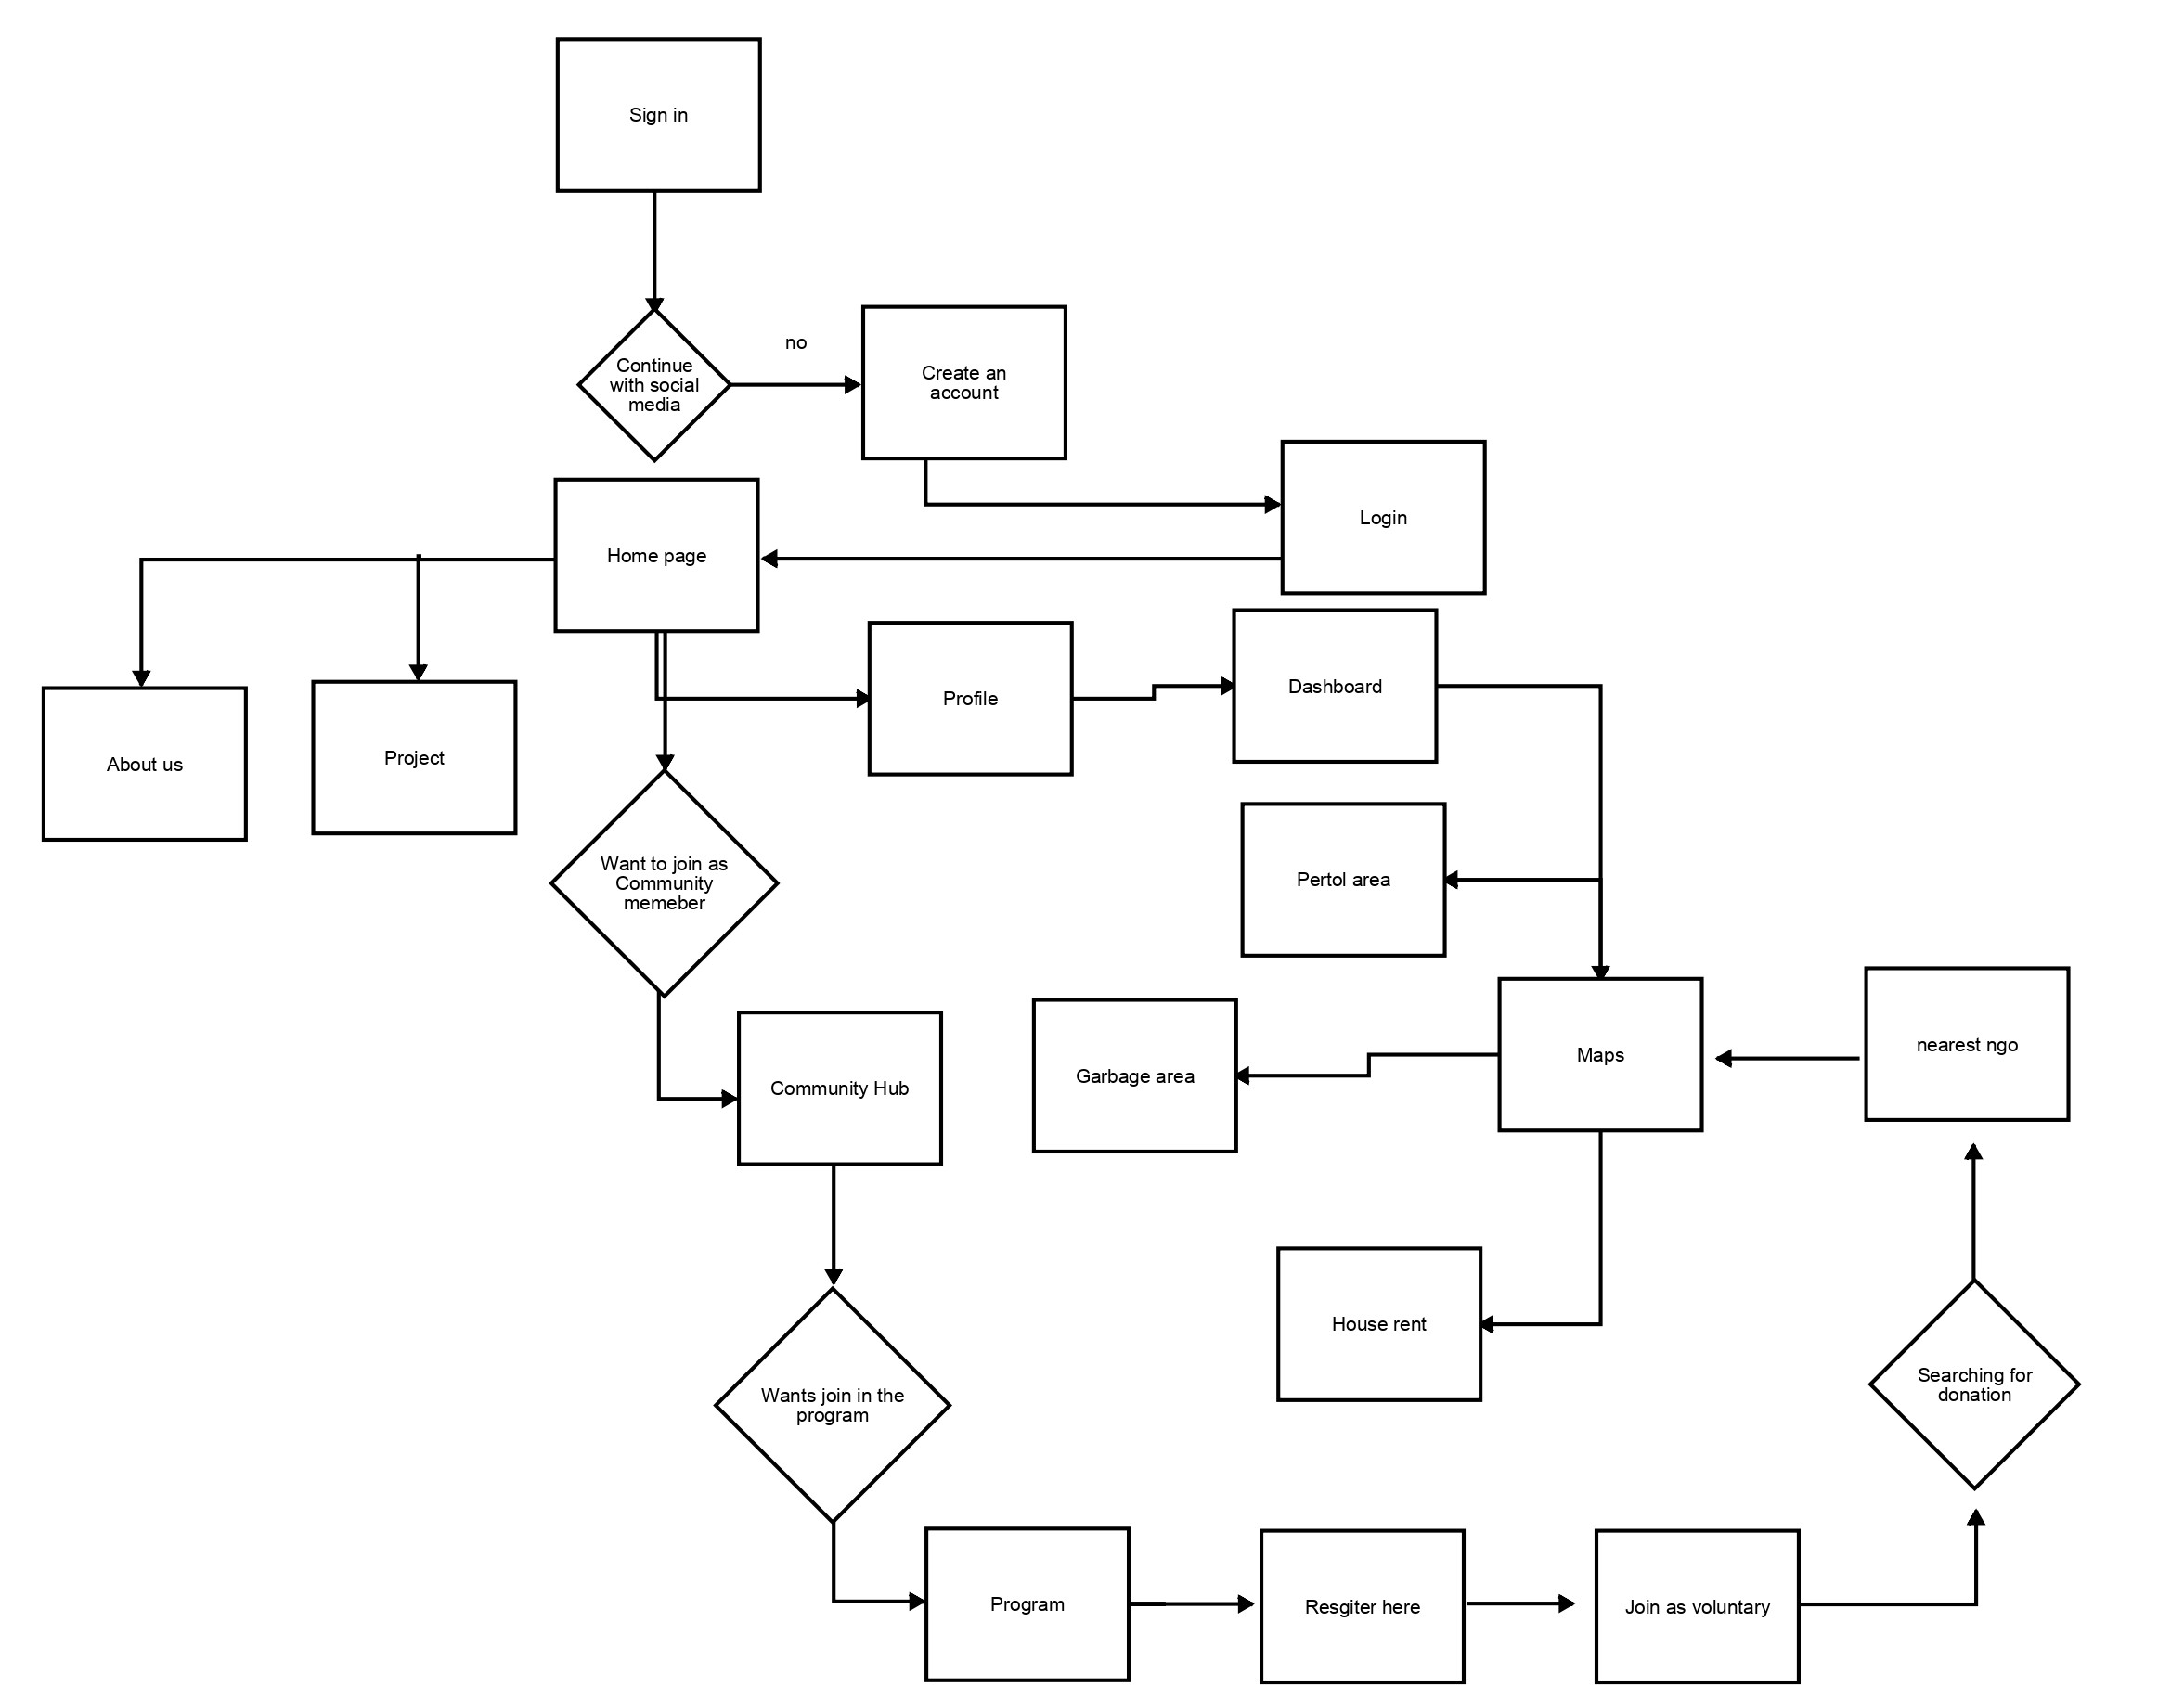 Sign in
no
Continue
with social
media
Create an
account
Login
Home page
Profile
Dashboard
About us
Project
Want to join as
Community
memeber
Pertol area
Maps
nearest ngo
Garbage area
Community Hub
House rent
Searching for
donation
Wants join in the
program
Program
Resgiter here
Join as voluntary